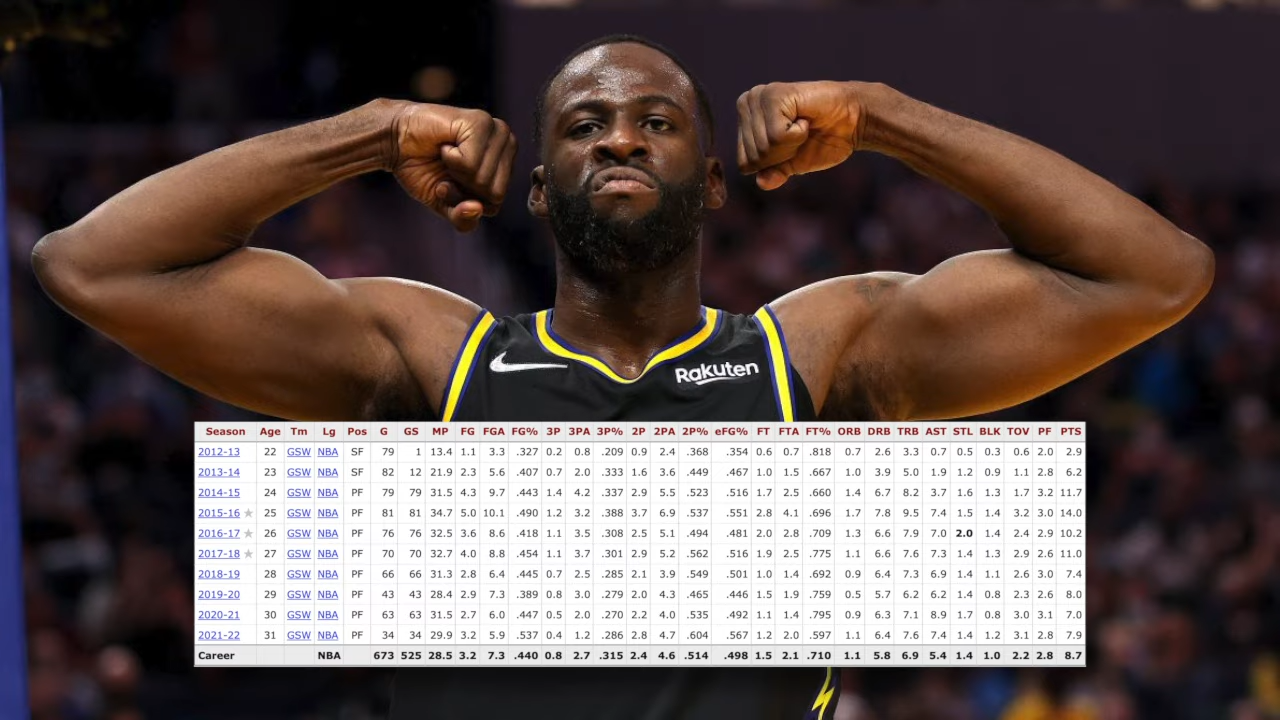 Rakuten
Season Age Tm Lg Pos G GS MP FG FGA FG% 3P 3PA 3P% 2P 2PA 2P% eFG% FT FTA FT% ORB DRB TRB AST STL BLK TOV PF PTS
2012-13 22 GSW NBA SF 79 1 13.4 1.1 3.3 .327 0.2 0.8 .209 0.9 2.4 .368 .354 0.6 0.7 .818 0.7 2.6 3.3 0.7 0.5 0.3 0.6 2.0 2.9
2013-14 23 GSW NBA SF 82 12 21.9 2.3 5.6 .407 0.7 2.0 .333 1.6 3.6 .449 .467 1.0 1.5 .667 1.0 3.9 5.0 1.9 1.2 0.9 1.1 2.8 6.2
2014-15 24 GSW NBA PF 79 79 31.5 4.3 9.7 .443 1.4 4.2 .337 2.9 5.5 .523 .516 1.7 2.5 .660 1.4 6.7 8.2 3.7 1.6 1.3 1.7 3.2 11.7
2015-16 ★ 25 GSW NBA PF 81 81 34.7 5.0 10.1 .490 1.2 3.2 .388 3.7 6.9 .537 .551 2.8 4.1 .696 1.7 7.8 9.5 7.4 1.5 1.4 3.2 3.0 14.0
2016-17 ★ 26 GSW NBA PF 76 76 32.5 3.6 8.6 .418 1.1 3.5 .308 2.5 5.1 .494 .481 2.0 2.8 .709 1.3 6.6 7.9 7.0 2.0 1.4 2.4 2.9 10.2
2017-18 ★ 27 GSW NBA PF 70 70 32.7 4.0 8.8 .454 1.1 3.7 .301 2.9 5.2 .562 .516 1.9 2.5 .775 1.1 6.6 7.6 7.3 1.4 1.3 2.9 2.6 11.0
2018-19 28 GSW NBA PF 66 66 31.3 2.8 6.4 .445 0.7 2.5 .285 2.1 3.9 .549 .501 1.0 1.4 .692 0.9 6.4 7.3 6.9 1.4 1.1 2.6 3.0 7.4
2019-20 29 GSW NBA PF 43 43 28.4 2.9 7.3 .389 0.8 3.0 .279 2.0 4.3 .465 .446 1.5 1.9 .759 0.5 5.7 6.2 6.2 1.4 0.8 2.3 2.6 8.0
2020-21 30 GSW NBA PF 63 63 31.5 2.7 6.0 .447 0.5 2.0 .270 2.2 4.0 .535 .492 1.1 1.4 .795 0.9 6.3 7.1 8.9 1.7 0.8 3.0 3.1 7.0
2021-22 31 GSW NBA PF 34 34 29.9 3.2 5.9 .537 0.4 1.2 .286 2.8 4.7 .604 .567 1.2 2.0 .597 1.1 6.4 7.6 7.4 1.4 1.2 3.1 2.8 7.9
Career NBA 673 525 28.5 3.2 7.3 .440 0.8 2.7 .315 2.4 4.6 .514 .498 1.5 2.1 .710 1.1 5.8 6.9 5.4 1.4 1.0 2.2 2.8 8.7